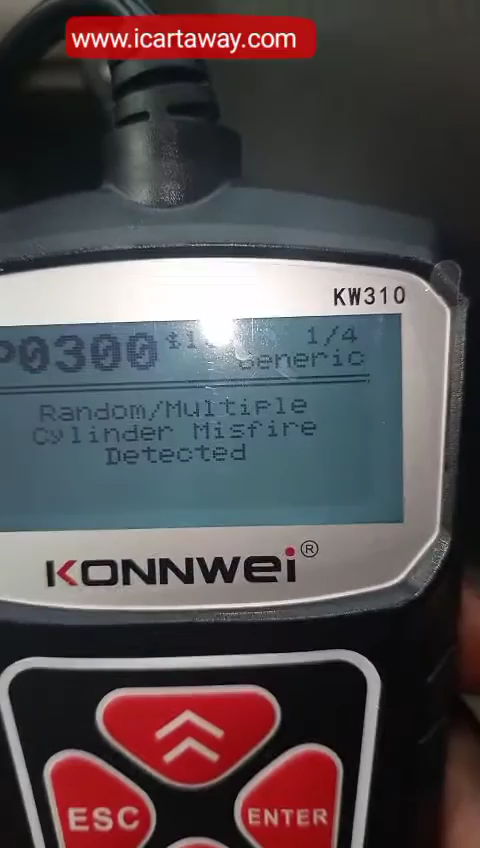 www.icartaway.com
KW310
P0300
1/4
Generic
Random/Multiple
Cylinder Misfire
Detected
KONNWEI®
ESC
ENTER